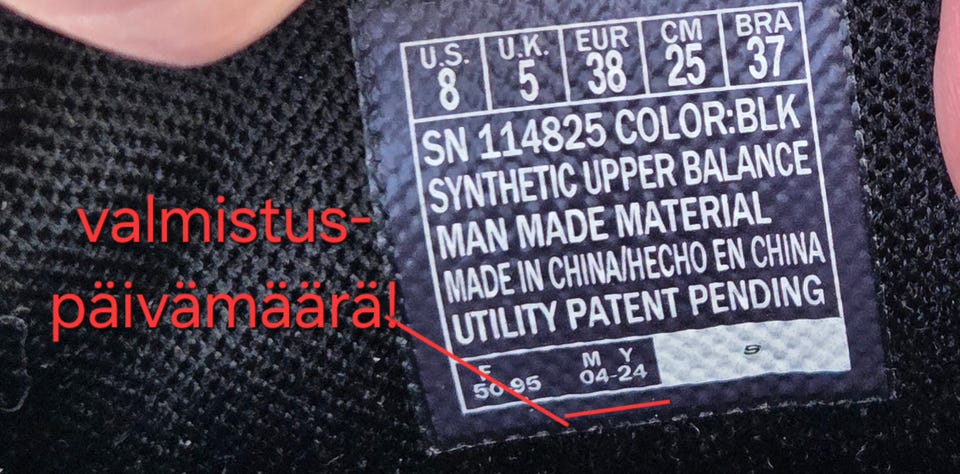 U.S. U.K. EUR CM BRA
8 5 38 25 37
SN 114825 COLOR:BLK
SYNTHETIC UPPER BALANCE
MAN MADE MATERIAL
MADE IN CHINA/HECHO EN CHINA
UTILITY PATENT PENDING
F M Y
50-95 04-24 9
valmistus-
päivämäärä!